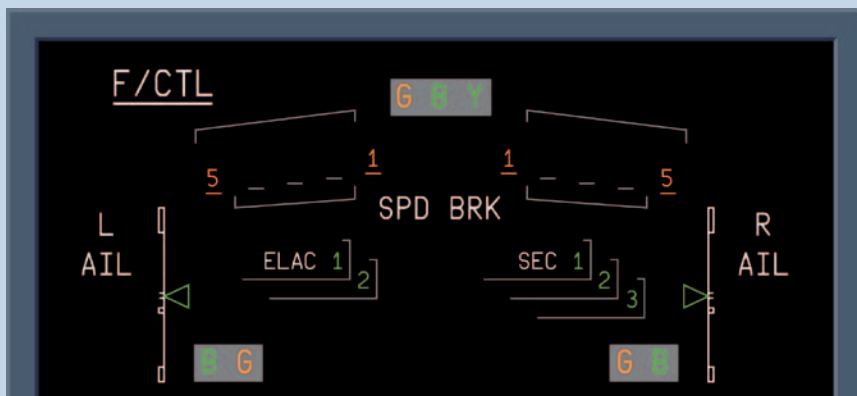 F/CTL
G B Y
5 1 1 5
SPD BRK
L R
AIL AIL
ELAC 1 SEC 1
2 2
3
B G G B